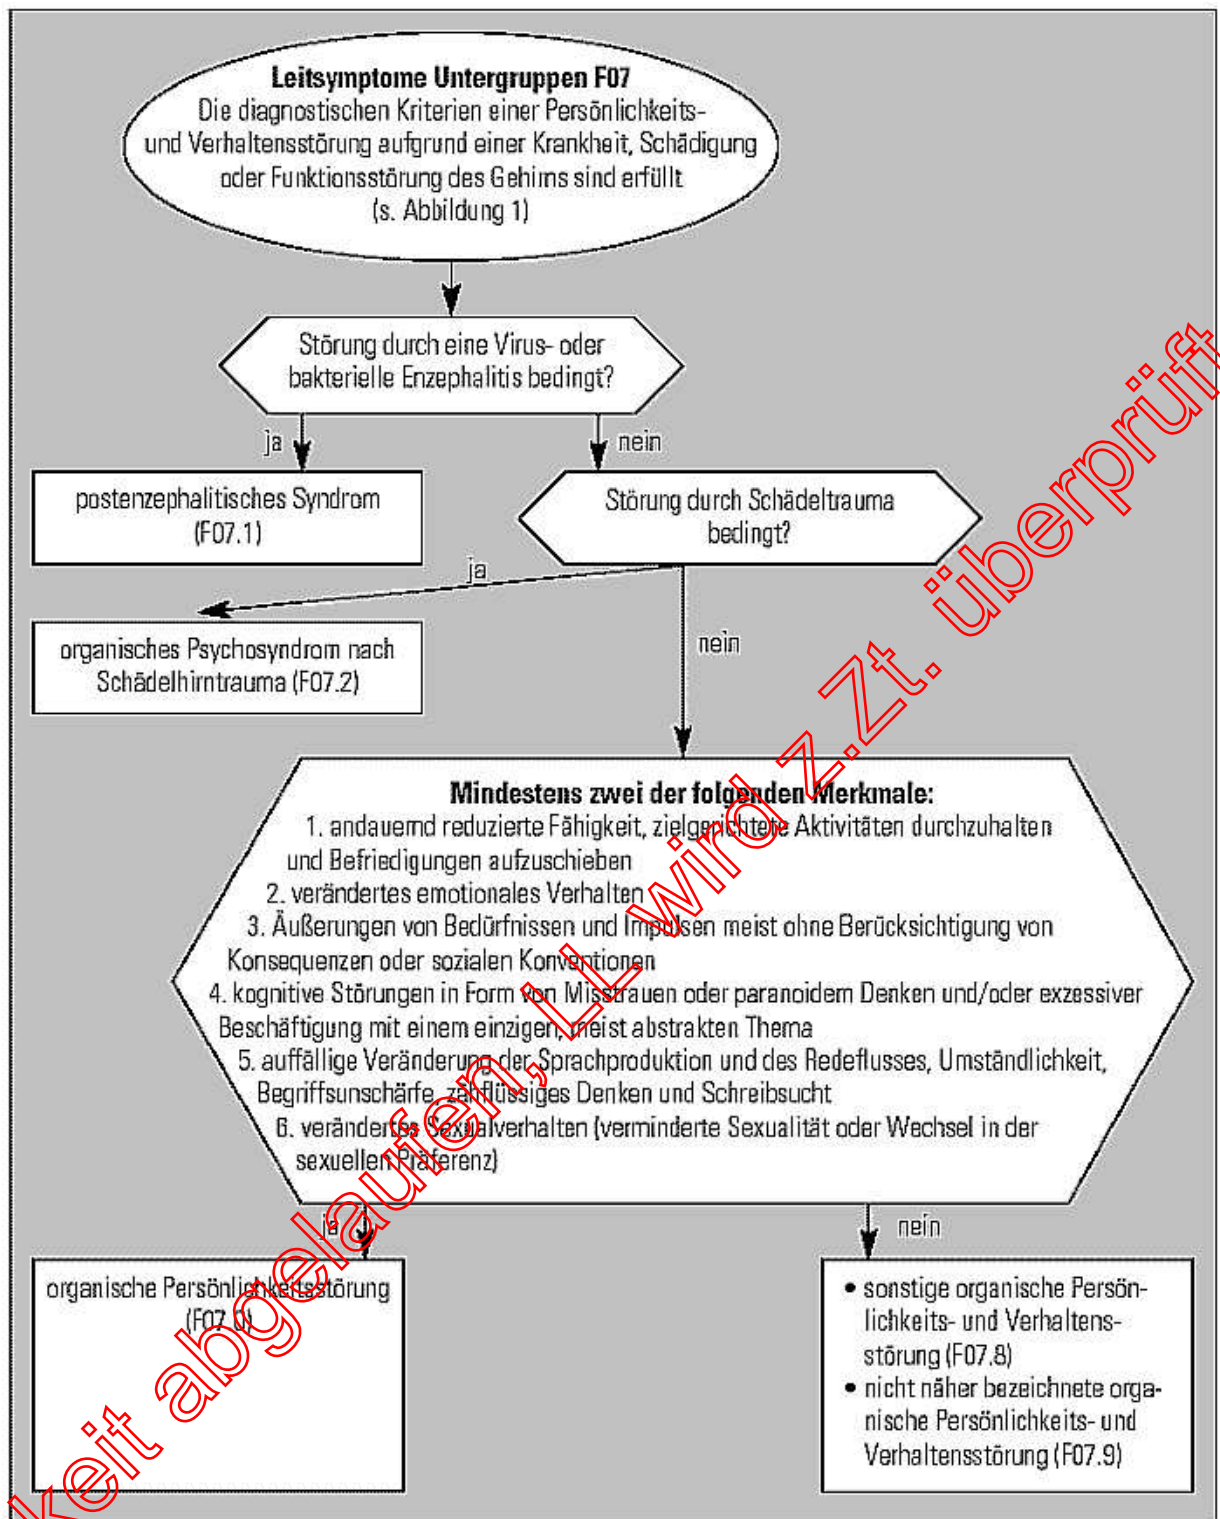 Leitsymptome Untergruppen F07
Die diagnostischen Kriterien einer Persönlichkeits-
und Verhaltensstörung aufgrund einer Krankheit, Schädigung
oder Funktionsstörung des Gehirns sind erfüllt
(s. Abbildung 1)
Störung durch eine Virus- oder
bakterielle Enzephalitis bedingt?
ja
nein
postenzephalitisches Syndrom
(F07.1)
Störung durch Schädeltrauma
bedingt?
ja
nein
organisches Psychosyndrom nach
Schädelhirntrauma (F07.2)
Mindestens zwei der folgenden Merkmale:
1. andauernd reduzierte Fähigkeit, zielgerichtete Aktivitäten durchzuhalten
und Befriedigungen aufzuschieben
2. verändertes emotionales Verhalten
3. Äußerungen von Bedürfnissen und Impulsen meist ohne Berücksichtigung von
Konsequenzen oder sozialen Konventionen
4. kognitive Störungen in Form von Misstrauen oder paranoidem Denken und/oder exzessiver
Beschäftigung mit einem einzigen, meist abstrakten Thema
5. auffällige Veränderung der Sprachproduktion und des Redeflusses, Umständlichkeit,
Begriffsunschärfe, zähflüssiges Denken und Schreibsucht
6. verändertes Sexualverhalten (verminderte Sexualität oder Wechsel in der
sexuellen Präferenz)
ja
nein
organische Persönlichkeitsstörung
(F07.0)
• sonstige organische Persön-
lichkeits- und Verhaltens-
störung (F07.8)
• nicht näher bezeichnete orga-
nische Persönlichkeits- und
Verhaltensstörung (F07.9)
keit abgelaufen, LL wird z.Zt. überprüft